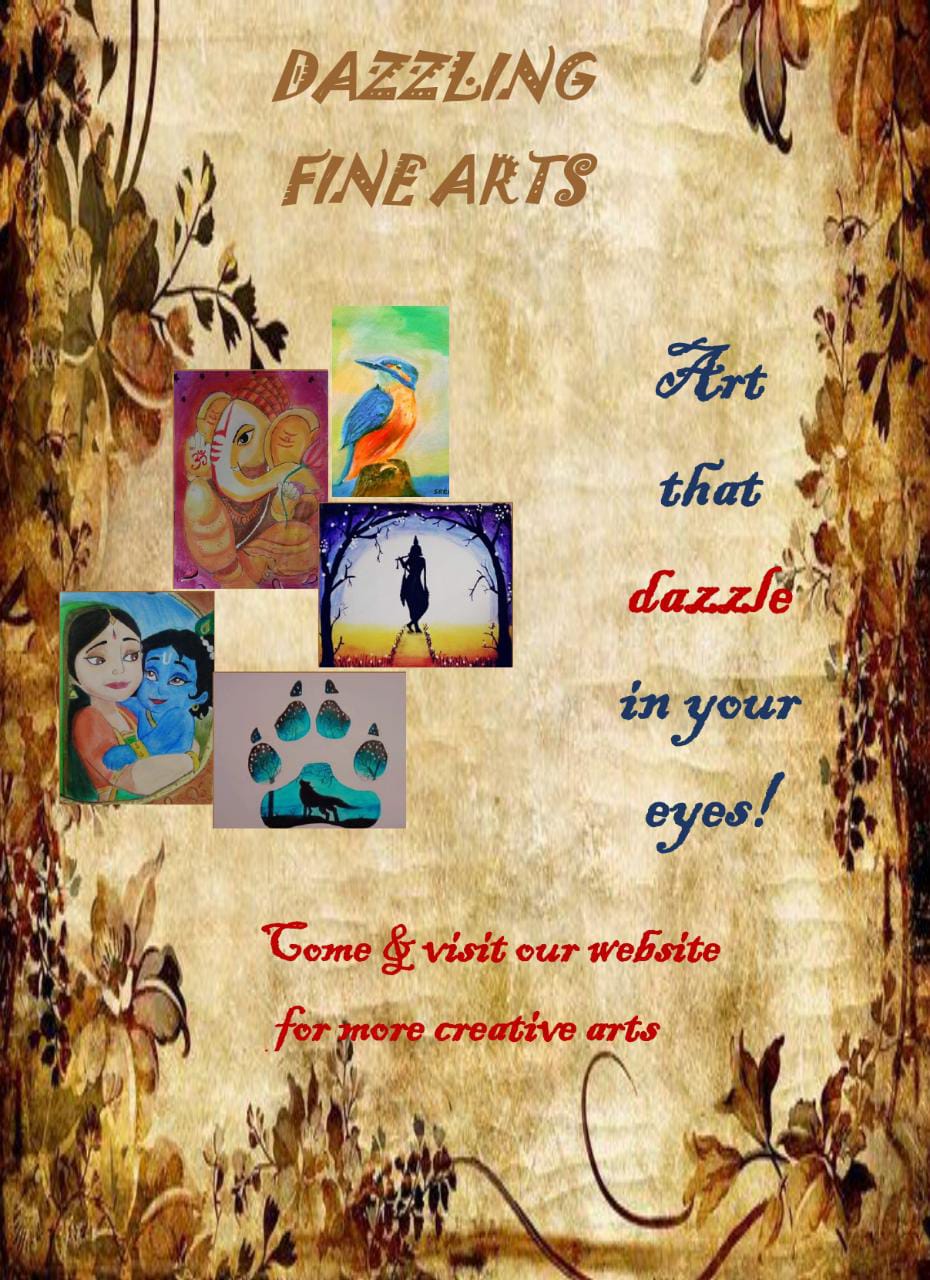 DAZZLING
FINE ARTS
Art
that
dazzle
in your
eyes!
Come & visit our website
for more creative arts